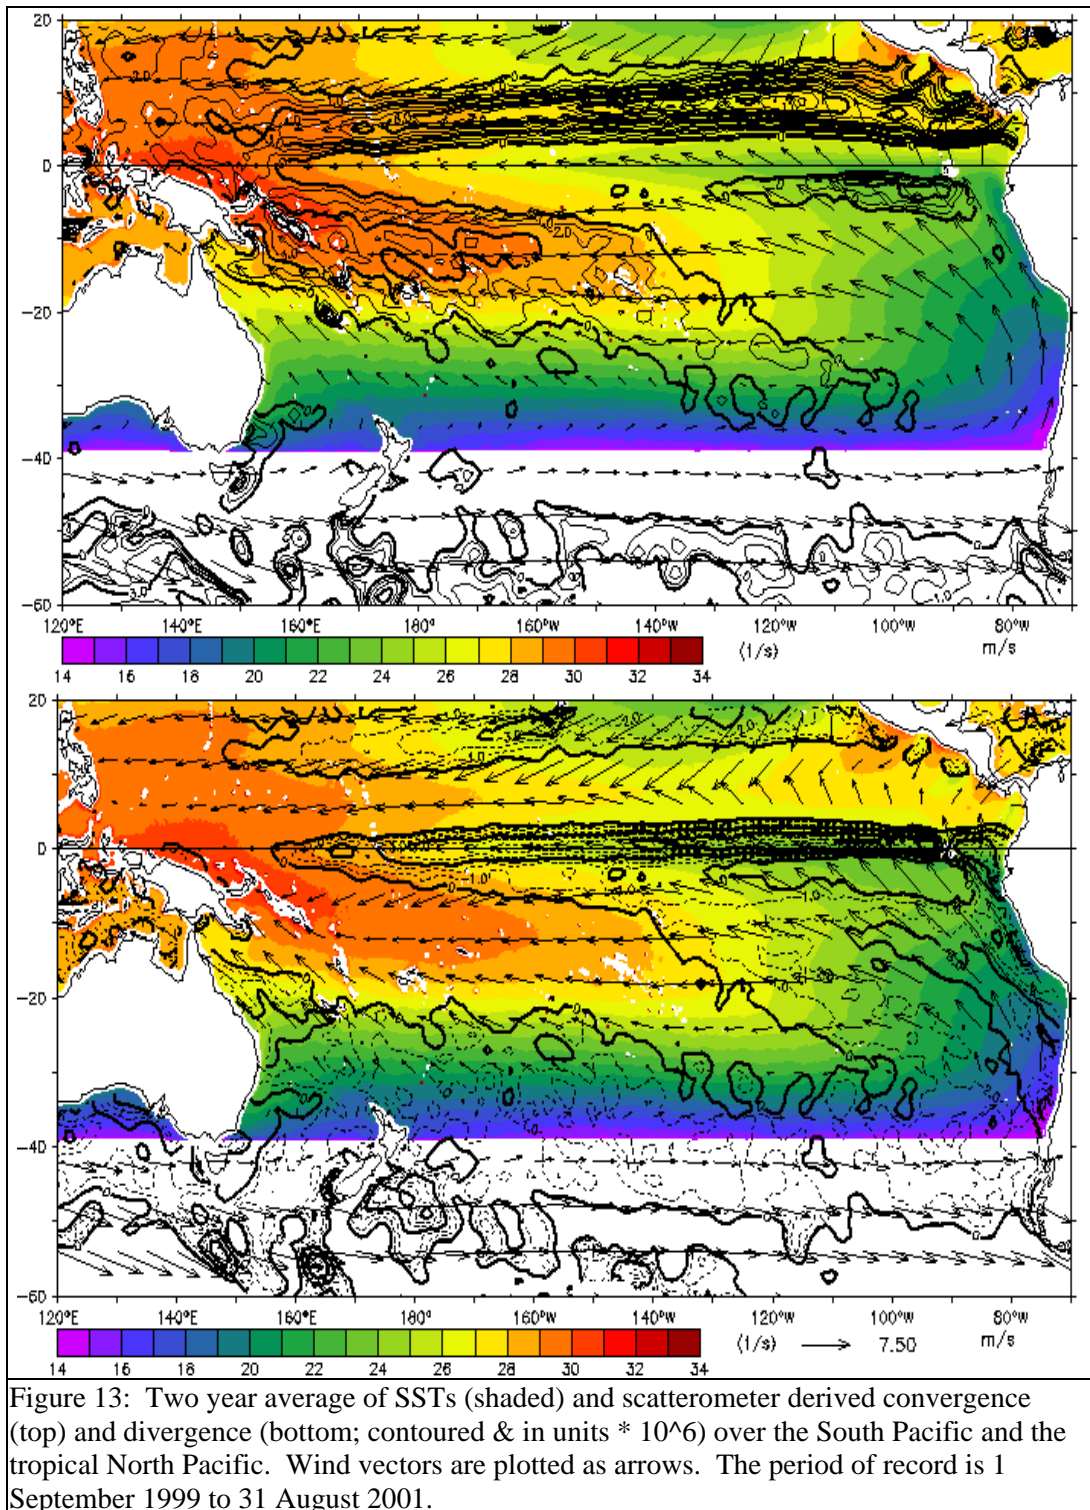 20
0
−20
−40
−60
120°E 140°E 160°E 180° 160°W 140°W 120°W 100°W 80°W
14 16 18 20 22 24 26 28 30 32 34
(1/s) m/s
20
0
−20
−40
−60
120°E 140°E 160°E 180° 160°W 140°W 120°W 100°W 80°W
14 16 18 20 22 24 26 28 30 32 34
(1/s) 7.50 m/s
Figure 13: Two year average of SSTs (shaded) and scatterometer derived convergence
(top) and divergence (bottom; contoured & in units * 10^6) over the South Pacific and the
tropical North Pacific. Wind vectors are plotted as arrows. The period of record is 1
September 1999 to 31 August 2001.